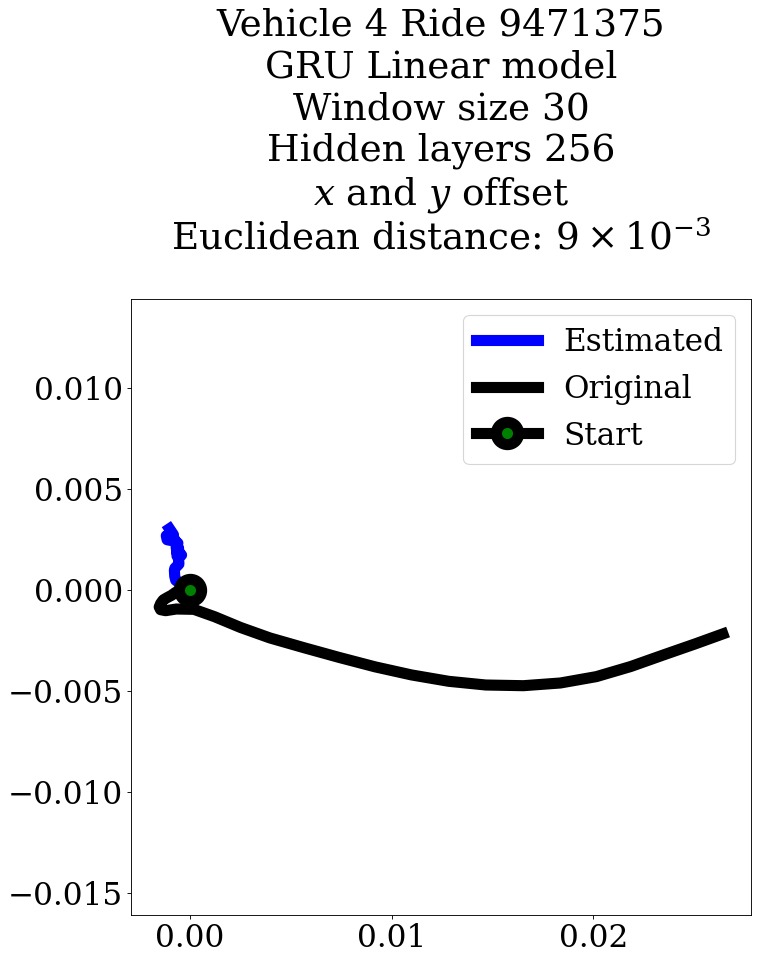 Vehicle 4 Ride 9471375
GRU Linear model
Window size 30
Hidden layers 256
x and y offset
Euclidean distance: 9 × 10⁻³
Estimated
Original
Start
0.010
0.005
0.000
−0.005
−0.010
−0.015
0.00 0.01 0.02